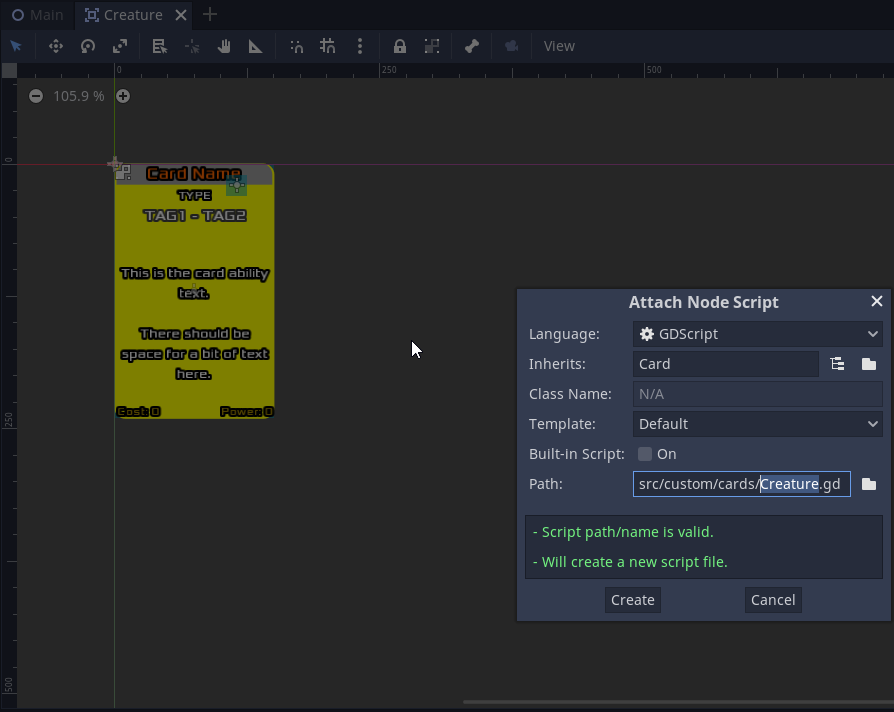 Main
Creature
View
0
250
500
105.9 %
0
Card Name
TYPE
TAG1 - TAG2
This is the card ability
text.
There should be
space for a bit of text
here.
Cost: 0 Power: 0
250
500
Attach Node Script
Language: GDScript
Inherits: Card
Class Name: N/A
Template: Default
Built-in Script: On
Path: src/custom/cards/Creature.gd
- Script path/name is valid.
- Will create a new script file.
Create Cancel